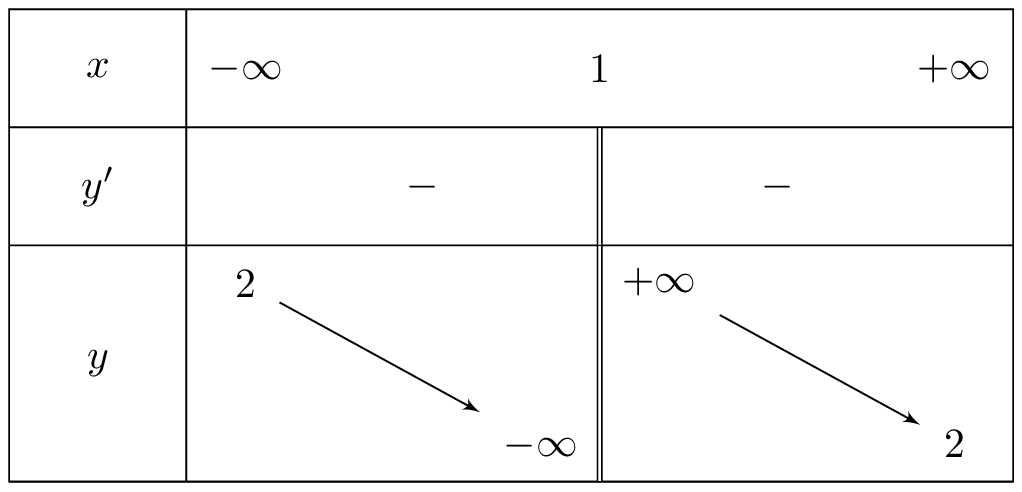 x −∞ 1 +∞
y′ − −
2 +∞
y
−∞ 2